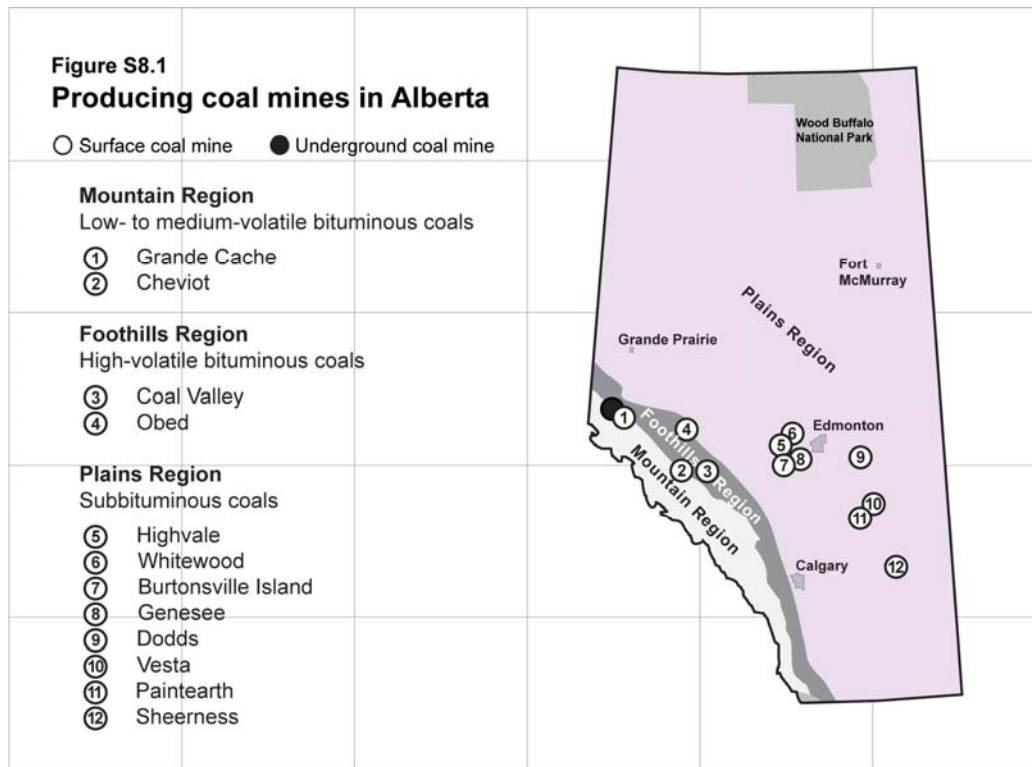 Figure S8.1
Producing coal mines in Alberta
Surface coal mine
Underground coal mine
Mountain Region
Low- to medium-volatile bituminous coals
1 Grande Cache
2 Cheviot
Foothills Region
High-volatile bituminous coals
3 Coal Valley
4 Obed
Plains Region
Subbituminous coals
5 Highvale
6 Whitewood
7 Burtonsville Island
8 Genesee
9 Dodds
10 Vesta
11 Paintearth
12 Sheerness
Wood Buffalo
National Park
Fort
McMurray
Plains Region
Grande Prairie
1
4
Foothills Region
2
3
Mountain Region
6
5
Edmonton
8
7
9
10
11
Calgary
12